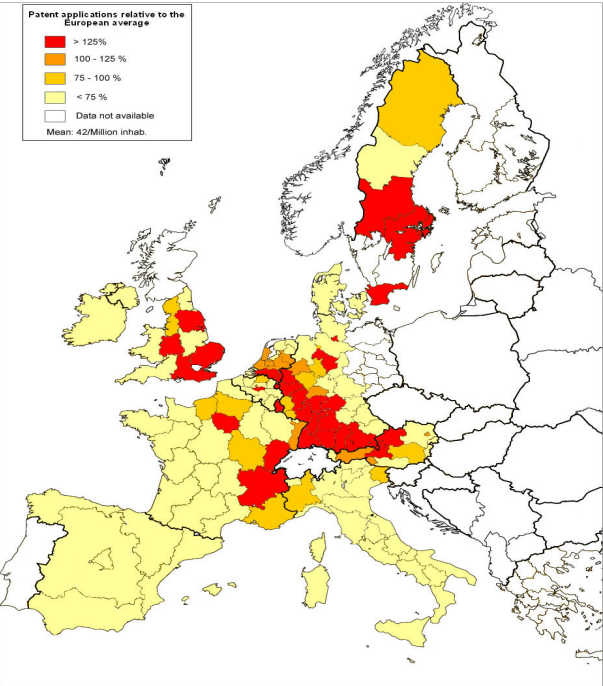 Patent applications relative to the
European average
> 125%
100 - 125 %
75 - 100 %
< 75 %
Data not available
Mean: 42/Million inhab.